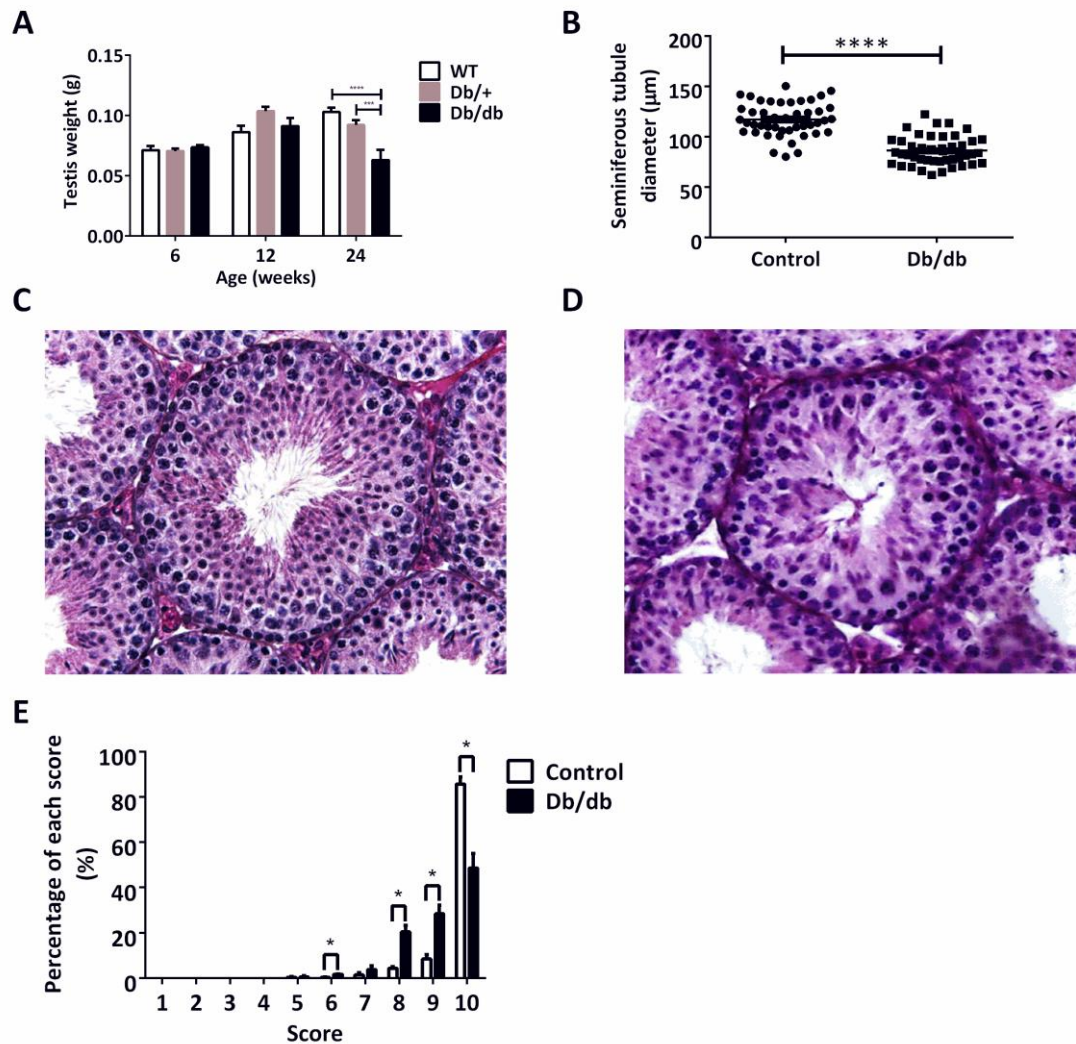 A
Testis weight (g)
0.15
0.10
0.05
0.00
6
12
24
Age (weeks)
WT
Db/+
Db/db
****
***
B
Seminiferous tubule
diameter (µm)
200
150
100
50
0
****
Control
Db/db
C
D
E
Percentage of each score
(%)
100
80
60
40
20
0
*
*
*
*
1 2 3 4 5 6 7 8 9 10
Score
Control
Db/db